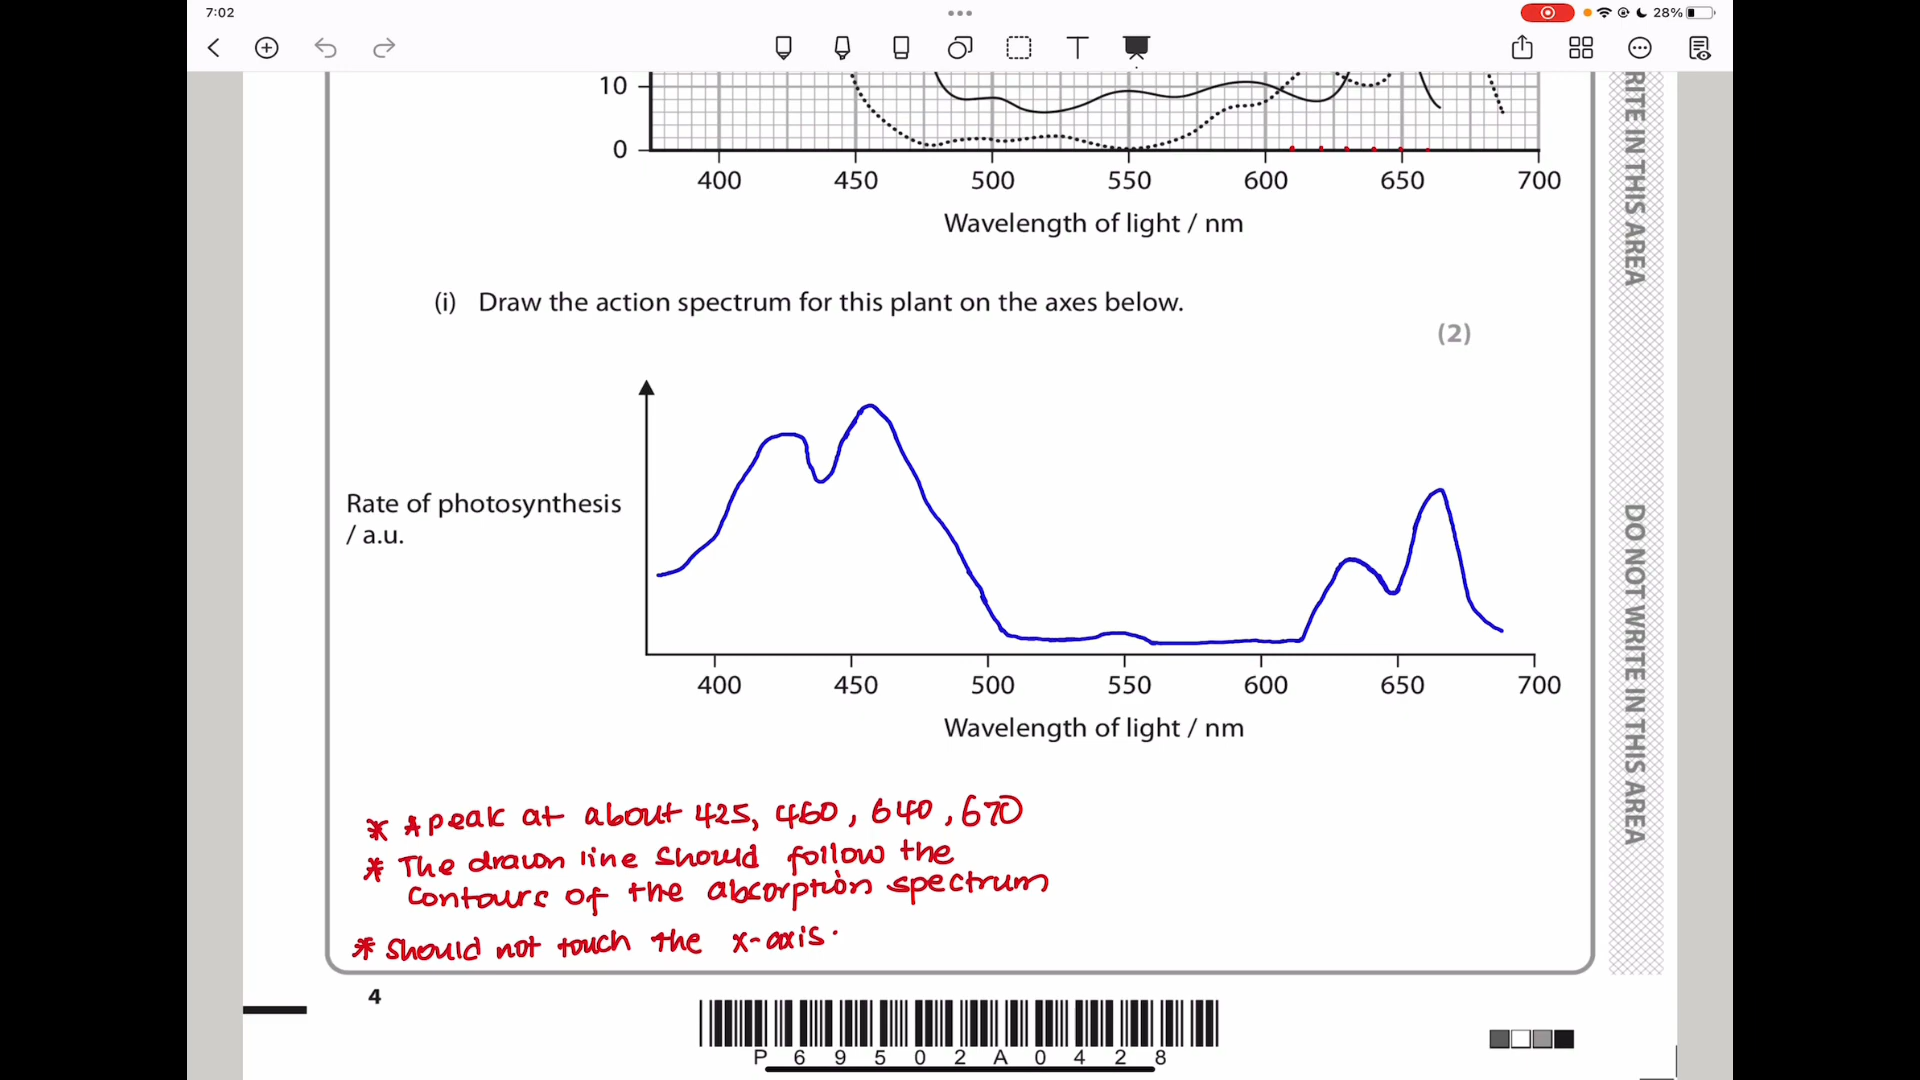 7:02
28%
10
0
400 450 500 550 600 650 700
Wavelength of light / nm
(i) Draw the action spectrum for this plant on the axes below.
(2)
Rate of photosynthesis
/ a.u.
400 450 500 550 600 650 700
Wavelength of light / nm
* A peak at about 425, 460, 640, 670
* The drawn line should follow the
contours of the absorption spectrum
* Should not touch the x-axis.
4
P 6 9 5 0 2 A 0 4 2 8
RITE IN THIS AREA
DO NOT WRITE IN THIS AREA